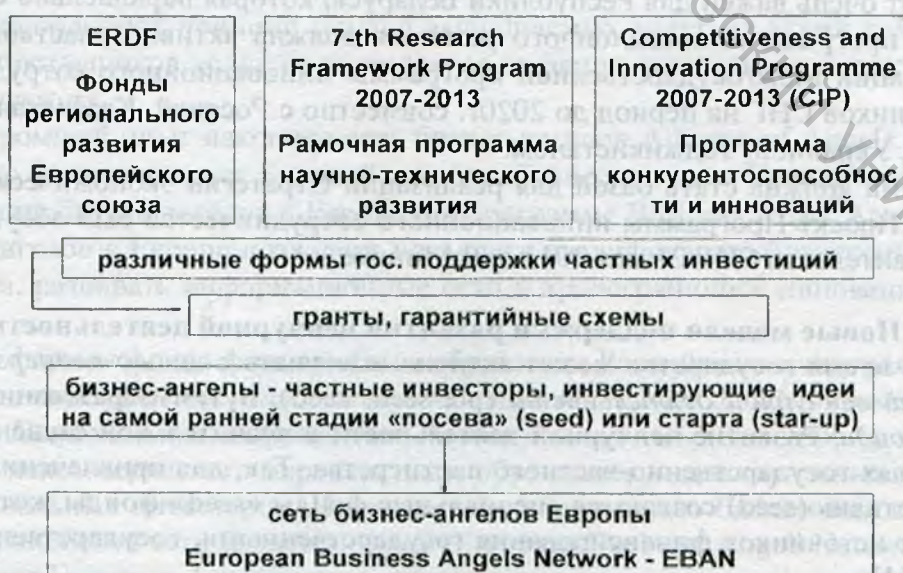 ERDF
Фонды
регионального
развития
Европейского
союза
7-th Research
Framework Program
2007-2013
Рамочная программа
научно-технического
развития
Competitiveness and
Innovation Programme
2007-2013 (CIP)
Программа
конкурентоспособнос
ти и инноваций
различные формы гос. поддержки частных инвестиций
гранты, гарантийные схемы
бизнес-ангелы - частные инвесторы, инвестирующие идеи
на самой ранней стадии «посева» (seed) или старта (star-up)
сеть бизнес-ангелов Европы
European Business Angels Network - EBAN